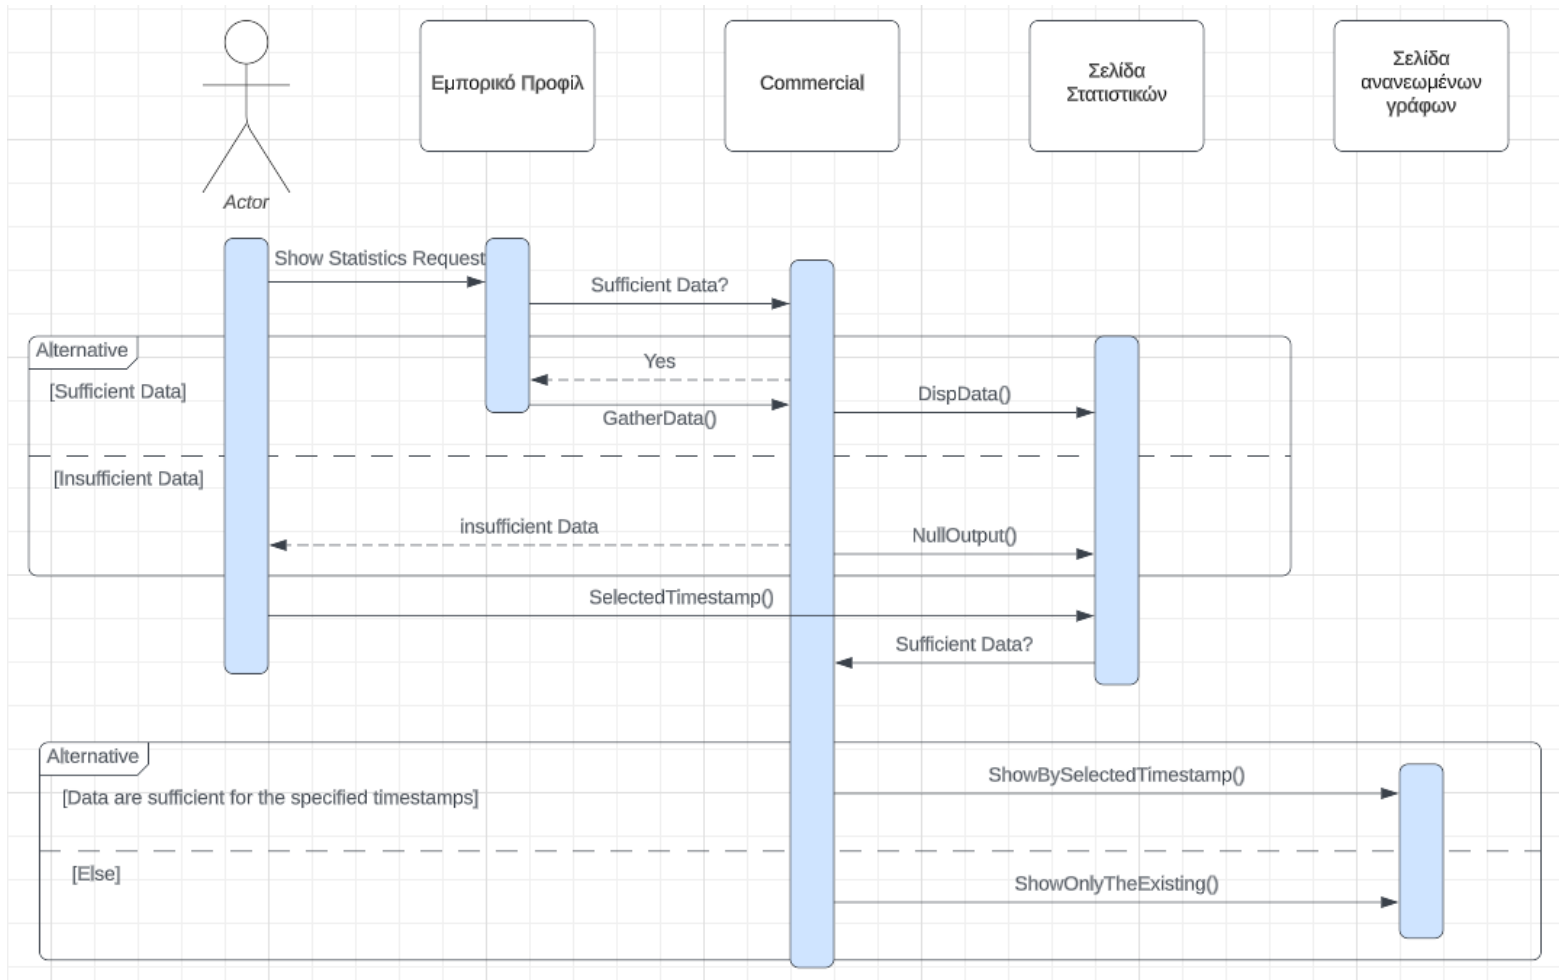 Εμπορικό Προφίλ
Commercial
Σελίδα
Στατιστικών
Σελίδα
ανανεωμένων
γράφων
Actor
Show Statistics Request
Sufficient Data?
Alternative
[Sufficient Data]
Yes
DispData()
GatherData()
[Insufficient Data]
insufficient Data
NullOutput()
SelectedTimestamp()
Sufficient Data?
Alternative
[Data are sufficient for the specified timestamps]
ShowBySelectedTimestamp()
[Else]
ShowOnlyTheExisting()